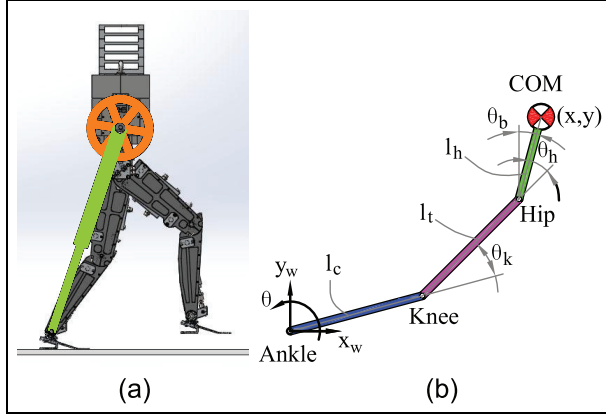 COM
(x,y)
θb
lh
θh
Hip
lt
θk
yw
lc
θ
Knee
xw
Ankle
(a)
(b)